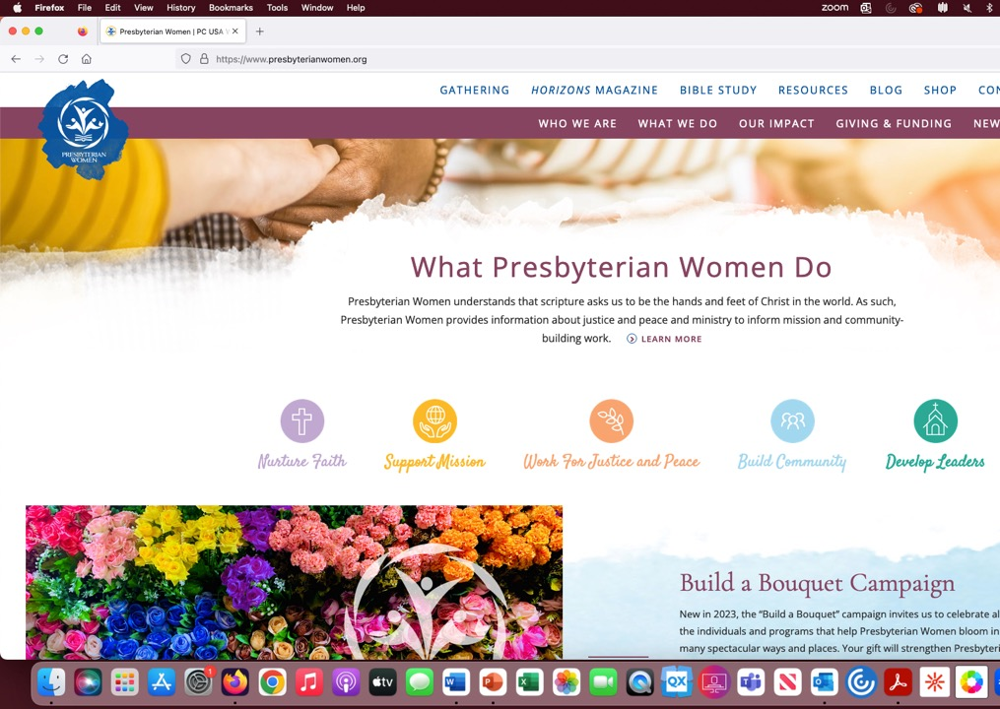 Firefox File Edit View History Bookmarks Tools Window Help zoom
Presbyterian Women | PC USA
https://www.presbyterianwomen.org
GATHERING HORIZONS MAGAZINE BIBLE STUDY RESOURCES BLOG SHOP CON
WHO WE ARE WHAT WE DO OUR IMPACT GIVING & FUNDING NEW
PRESBYTERIAN
WOMEN
What Presbyterian Women Do
Presbyterian Women understands that scripture asks us to be the hands and feet of Christ in the world. As such,
Presbyterian Women provides information about justice and peace and ministry to inform mission and community-
building work. LEARN MORE
Nurture Faith Support Mission Work For Justice and Peace Build Community Develop Leaders
Build a Bouquet Campaign
New in 2023, the “Build a Bouquet” campaign invites us to celebrate al
the individuals and programs that help Presbyterian Women bloom in
many spectacular ways and places. Your gift will strengthen Presbyteri
1
tv
W P X QX T N